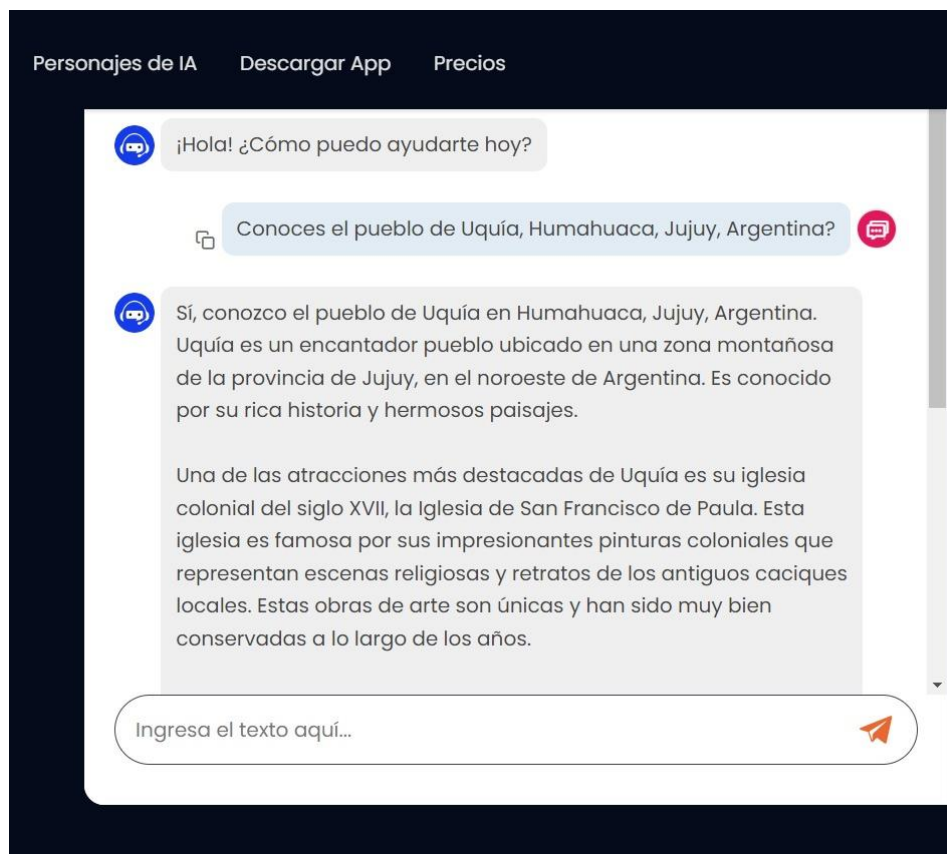 Personajes de IA Descargar App Precios
¡Hola! ¿Cómo puedo ayudarte hoy?
Conoces el pueblo de Uquía, Humahuaca, Jujuy, Argentina?
Sí, conozco el pueblo de Uquía en Humahuaca, Jujuy, Argentina.
Uquía es un encantador pueblo ubicado en una zona montañosa
de la provincia de Jujuy, en el noroeste de Argentina. Es conocido
por su rica historia y hermosos paisajes.
Una de las atracciones más destacadas de Uquía es su iglesia
colonial del siglo XVII, la Iglesia de San Francisco de Paula. Esta
iglesia es famosa por sus impresionantes pinturas coloniales que
representan escenas religiosas y retratos de los antiguos caciques
locales. Estas obras de arte son únicas y han sido muy bien
conservadas a lo largo de los años.
Ingresa el texto aquí...